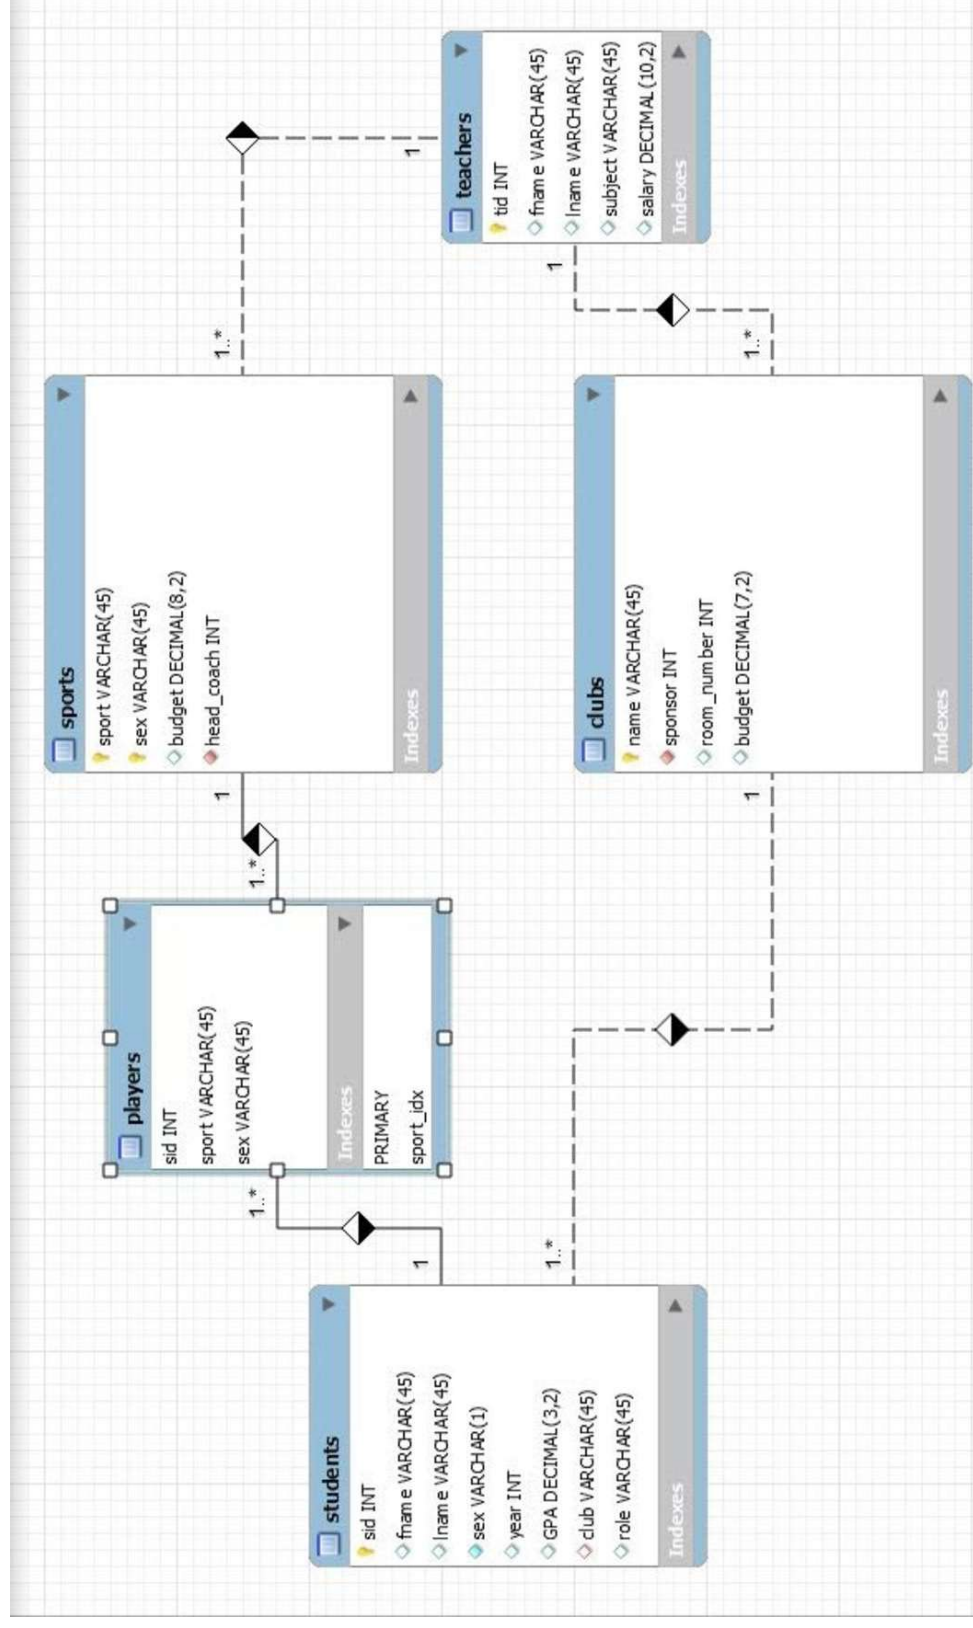 students
sid INT
fname VARCHAR(45)
lname VARCHAR(45)
sex VARCHAR(1)
year INT
GPA DECIMAL(3,2)
club VARCHAR(45)
role VARCHAR(45)
Indexes
1
1..*
1..*
players
sid INT
sport VARCHAR(45)
sex VARCHAR(45)
Indexes
PRIMARY
sport_idx
1..*
1
sports
sport VARCHAR(45)
sex VARCHAR(45)
budget DECIMAL(8,2)
head_coach INT
Indexes
1..*
1
1
clubs
name VARCHAR(45)
sponsor INT
room_number INT
budget DECIMAL(7,2)
Indexes
1..*
1
teachers
tid INT
fname VARCHAR(45)
lname VARCHAR(45)
subject VARCHAR(45)
salary DECIMAL(10,2)
Indexes